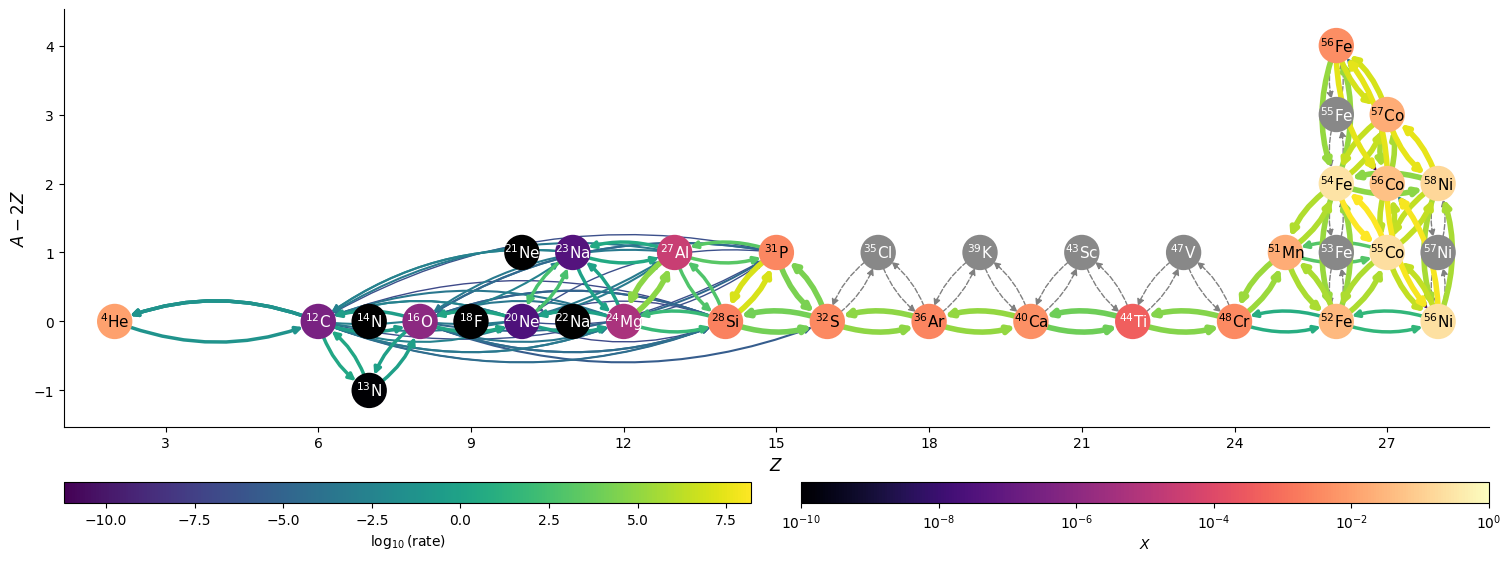 4
3
2
1
0
−1
A − 2Z
⁵⁶Fe
⁵⁵Fe ⁵⁷Co
⁵⁴Fe ⁵⁶Co ⁵⁸Ni
²¹Ne ²³Na ²⁷Al ³¹P ³⁵Cl ³⁹K ⁴³Sc ⁴⁷V ⁵¹Mn ⁵³Fe ⁵⁵Co ⁵⁷Ni
⁴He ¹²C ¹⁴N ¹⁶O ¹⁸F ²⁰Ne ²²Na ²⁴Mg ²⁸Si ³²S ³⁶Ar ⁴⁰Ca ⁴⁴Ti ⁴⁸Cr ⁵²Fe ⁵⁶Ni
¹³N
3 6 9 12 15 18 21 24 27
Z
−10.0 −7.5 −5.0 −2.5 0.0 2.5 5.0 7.5
log₁₀(rate)
10⁻¹⁰ 10⁻⁸ 10⁻⁶ 10⁻⁴ 10⁻² 10⁰
X